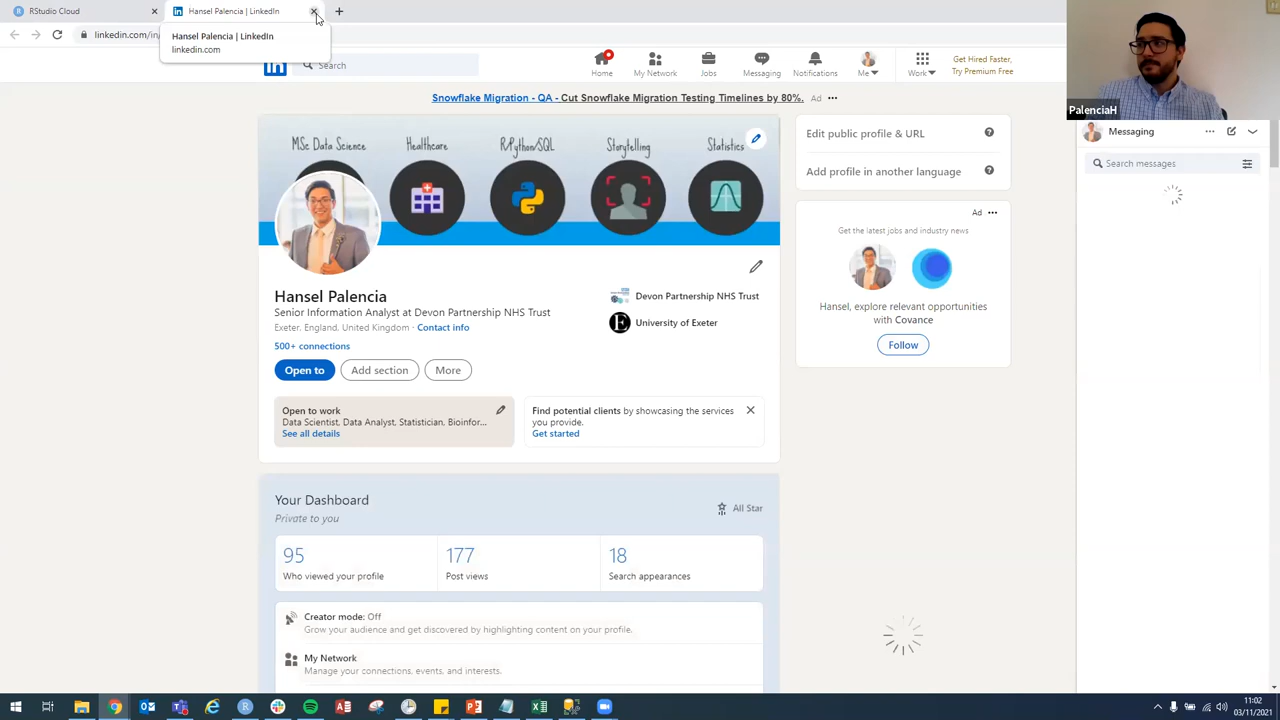 RStudio Cloud
Hansel Palencia | LinkedIn
linkedin.com/in/
Hansel Palencia | LinkedIn
linkedin.com
in
Search
Home
My Network
Jobs
Messaging
Notifications
Me
Work
Get Hired Faster,
Try Premium Free
PalenciaH
Snowflake Migration - QA - Cut Snowflake Migration Testing Timelines by 80%. Ad
MSc Data Science
Healthcare
R/Python/SQL
Storytelling
Statistics
Hansel Palencia
Senior Information Analyst at Devon Partnership NHS Trust
Exeter, England, United Kingdom · Contact info
500+ connections
Devon Partnership NHS Trust
E
University of Exeter
Open to
Add section
More
Open to work
Data Scientist, Data Analyst, Statistician, Bioinfor...
See all details
Find potential clients by showcasing the services
you provide.
Get started
Your Dashboard
Private to you
All Star
95
Who viewed your profile
177
Post views
18
Search appearances
Creator mode: Off
Grow your audience and get discovered by highlighting content on your profile.
My Network
Manage your connections, events, and interests.
Edit public profile & URL
Add profile in another language
Ad
Get the latest jobs and industry news
Hansel, explore relevant opportunities
with Covance
Follow
Messaging
Search messages
11:02
03/11/2021